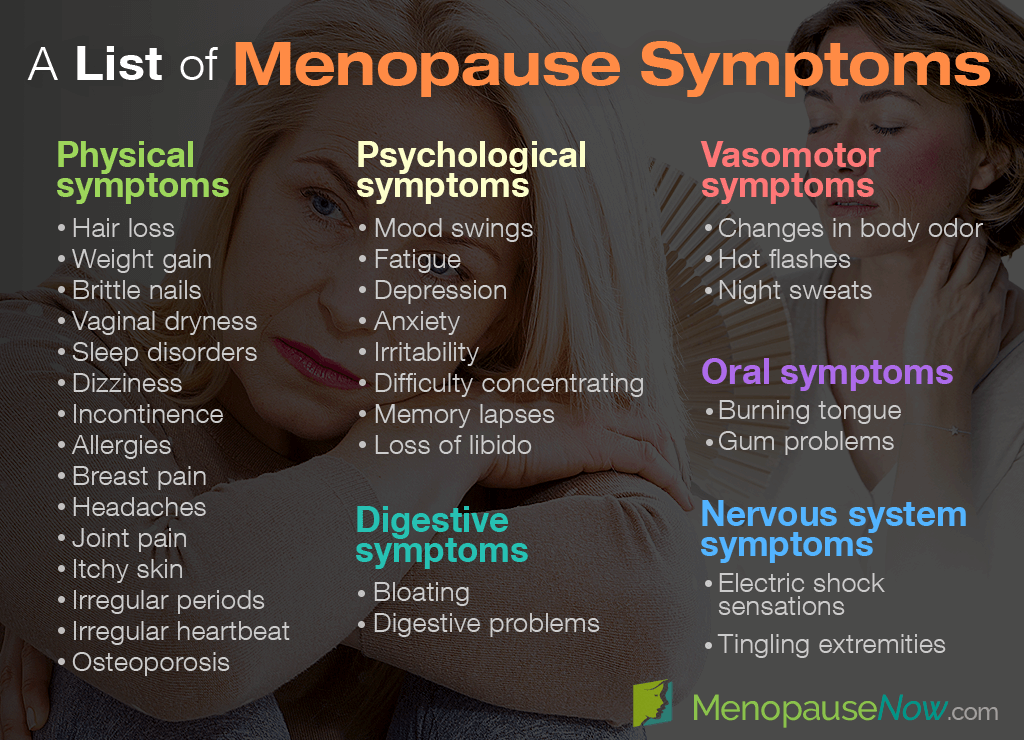 A List of Menopause Symptoms
Physical
symptoms
• Hair loss
• Weight gain
• Brittle nails
• Vaginal dryness
• Sleep disorders
• Dizziness
• Incontinence
• Allergies
• Breast pain
• Headaches
• Joint pain
• Itchy skin
• Irregular periods
• Irregular heartbeat
• Osteoporosis
Psychological
symptoms
• Mood swings
• Fatigue
• Depression
• Anxiety
• Irritability
• Difficulty concentrating
• Memory lapses
• Loss of libido
Digestive
symptoms
• Bloating
• Digestive problems
Vasomotor
symptoms
• Changes in body odor
• Hot flashes
• Night sweats
Oral symptoms
• Burning tongue
• Gum problems
Nervous system
symptoms
• Electric shock
sensations
• Tingling extremities
MenopauseNow.com